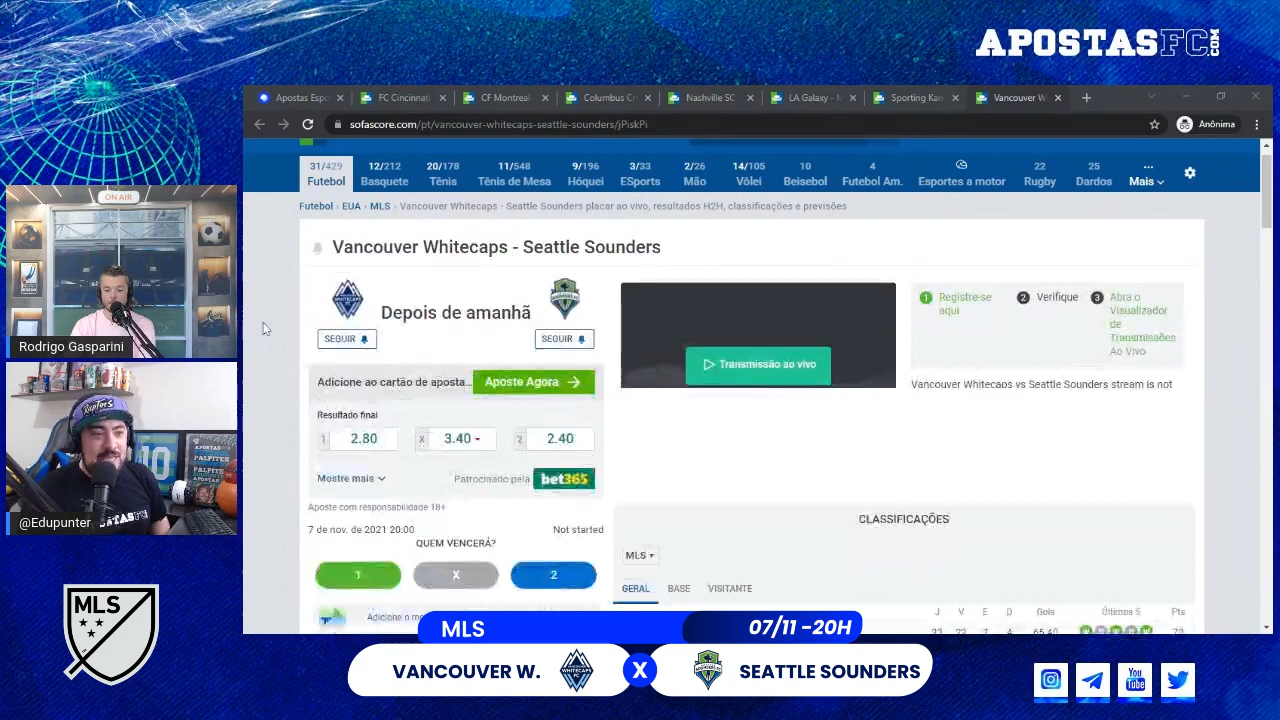 APOSTASFC.COM
Apostas Espo
FC Cincinnati
CF Montreal
Columbus Cr
Nashville SC
LA Galaxy - M
Sporting Kan
Vancouver W
sofascore.com/pt/vancouver-whitecaps-seattle-sounders/jPiskPi
Anônima
31/429 12/212 20/178 11/548 9/196 3/33 2/26 14/105 10 4 22 25 ...
Futebol Basquete Tênis Tênis de Mesa Hóquei ESports Mão Vôlei Beisebol Futebol Am. Esportes a motor Rugby Dardos Mais
Futebol › EUA › MLS › Vancouver Whitecaps - Seattle Sounders placar ao vivo, resultados H2H, classificações e previsões
Vancouver Whitecaps - Seattle Sounders
Depois de amanhã
SEGUIR
SEGUIR
Adicione ao cartão de aposta...
Aposte Agora
Resultado final
1 2.80 X 3.40 2 2.40
Mostre mais
Patrocinado pela
bet365
Aposte com responsabilidade 18+
7 de nov. de 2021 20:00
Not started
QUEM VENCERÁ?
1 X 2
Transmissão ao vivo
1 Registre-se aqui
2 Verifique
3 Abra o
Visualizador
de
Transmissões
Ao Vivo
Vancouver Whitecaps vs Seattle Sounders stream is not
CLASSIFICAÇÕES
MLS
GERAL BASE VISITANTE
J V E D Gols Últimos 5 Pts
ON AIR
Rodrigo Gasparini
RAPTORS
10
APOSTAS
PALPITES
@Edupunter
MLS
MLS
07/11 -20H
VANCOUVER W.
X
SEATTLE SOUNDERS
You
Tube